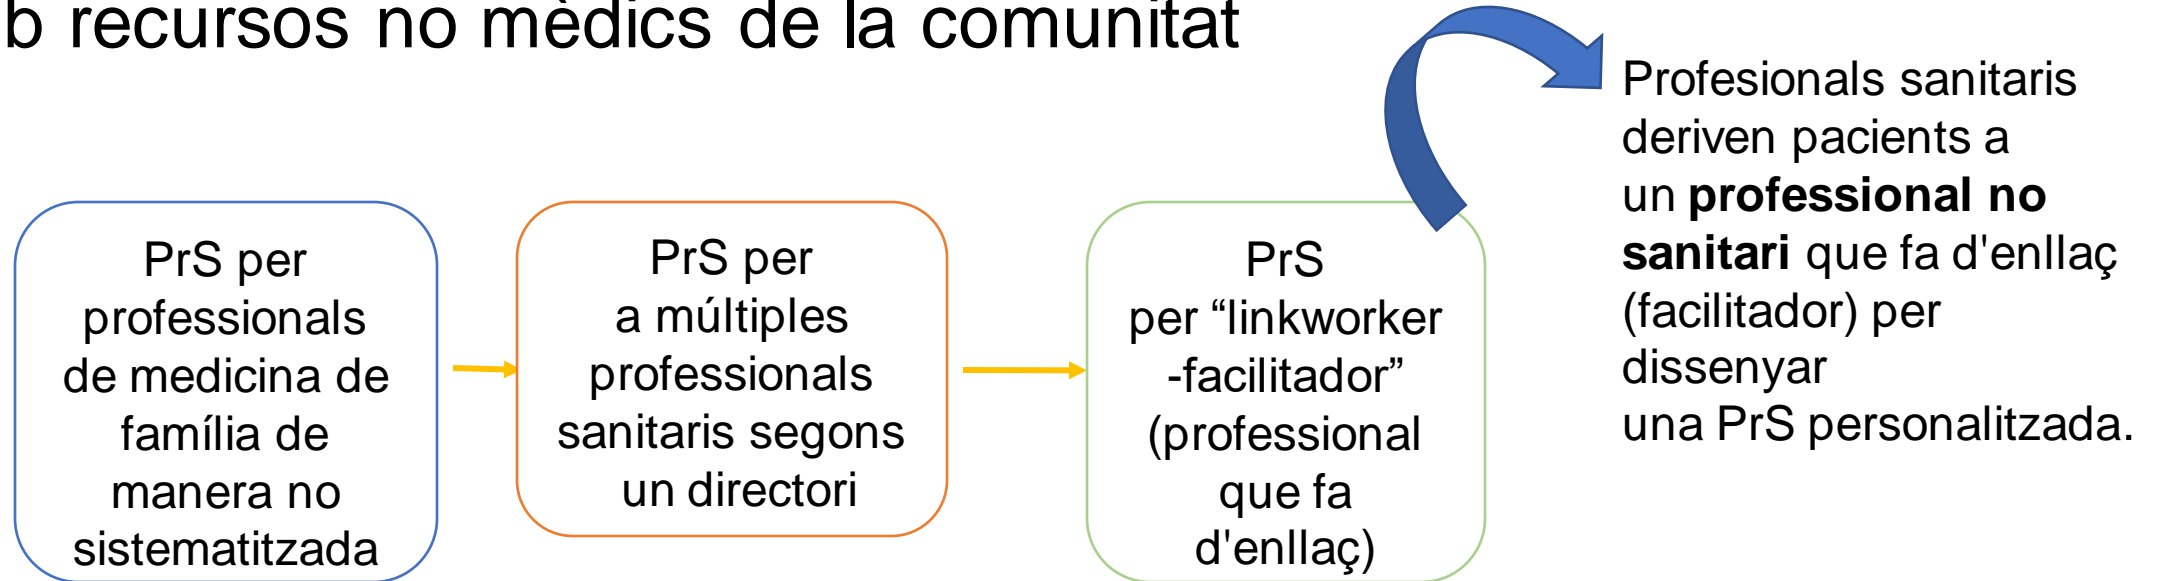 b recursos no mèdics de la comunitat
PrS per
professionals
de medicina de
família de
manera no
sistematitzada
PrS per
a múltiples
professionals
sanitaris segons
un directori
PrS
per “linkworker
-facilitador”
(professional
que fa
d'enllaç)
Profesionals sanitaris
deriven pacients a
un professional no
sanitari que fa d'enllaç
(facilitador) per
dissenyar
una PrS personalitzada.